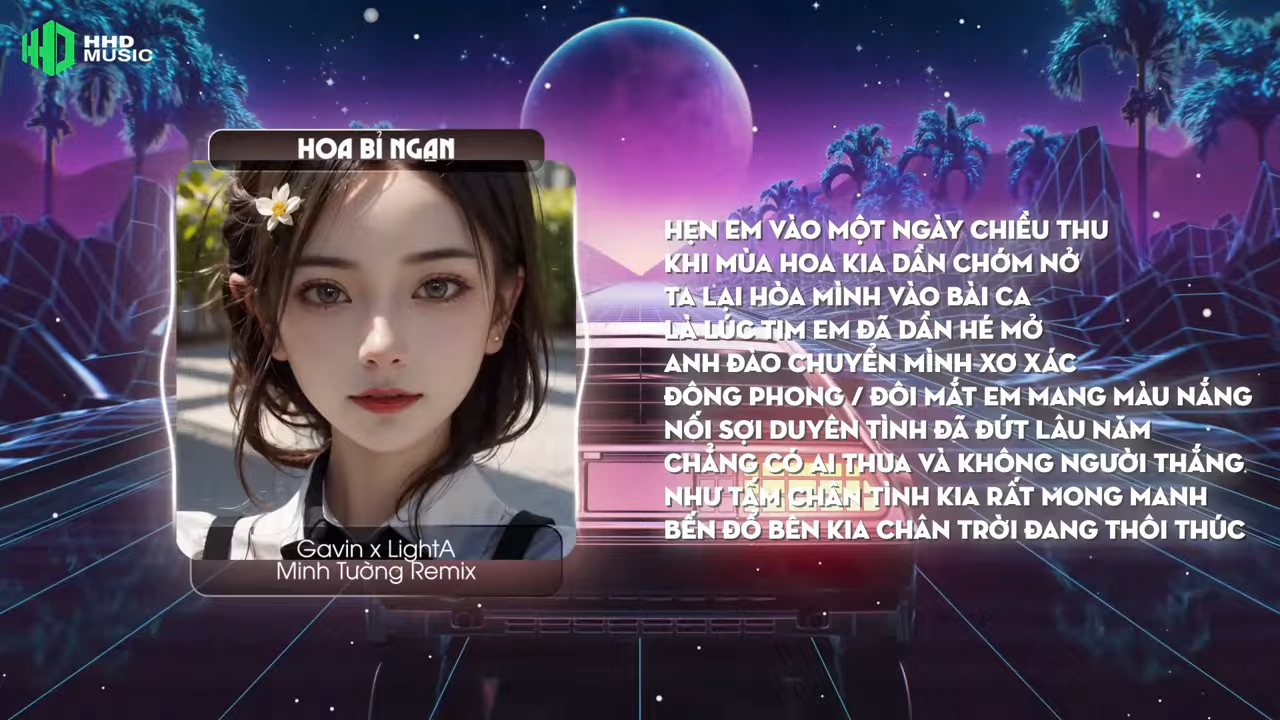 HHD
MUSIC
HOA BỈ NGẠN
HẸN EM VÀO MỘT NGÀY CHIỀU THU
KHI MÙA HOA KIA DẦN CHỚM NỞ
TA LẠI HÒA MÌNH VÀO BÀI CA
LÀ LÚC TIM EM ĐÃ DẦN HÉ MỞ
ANH ĐÀO CHUYỂN MÌNH XƠ XÁC
ĐÔNG PHONG / ĐÔI MẮT EM MANG MÀU NẮNG
NỐI SỢI DUYÊN TÌNH ĐÃ ĐỨT LÂU NĂM
CHẲNG CÓ AI THUA VÀ KHÔNG NGƯỜI THẮNG
NHƯ TẤM CHÂN TÌNH KIA RẤT MONG MANH
BẾN ĐỖ BÊN KIA CHÂN TRỜI ĐANG THÔI THÚC
Gavin x LightA
Minh Tường Remix